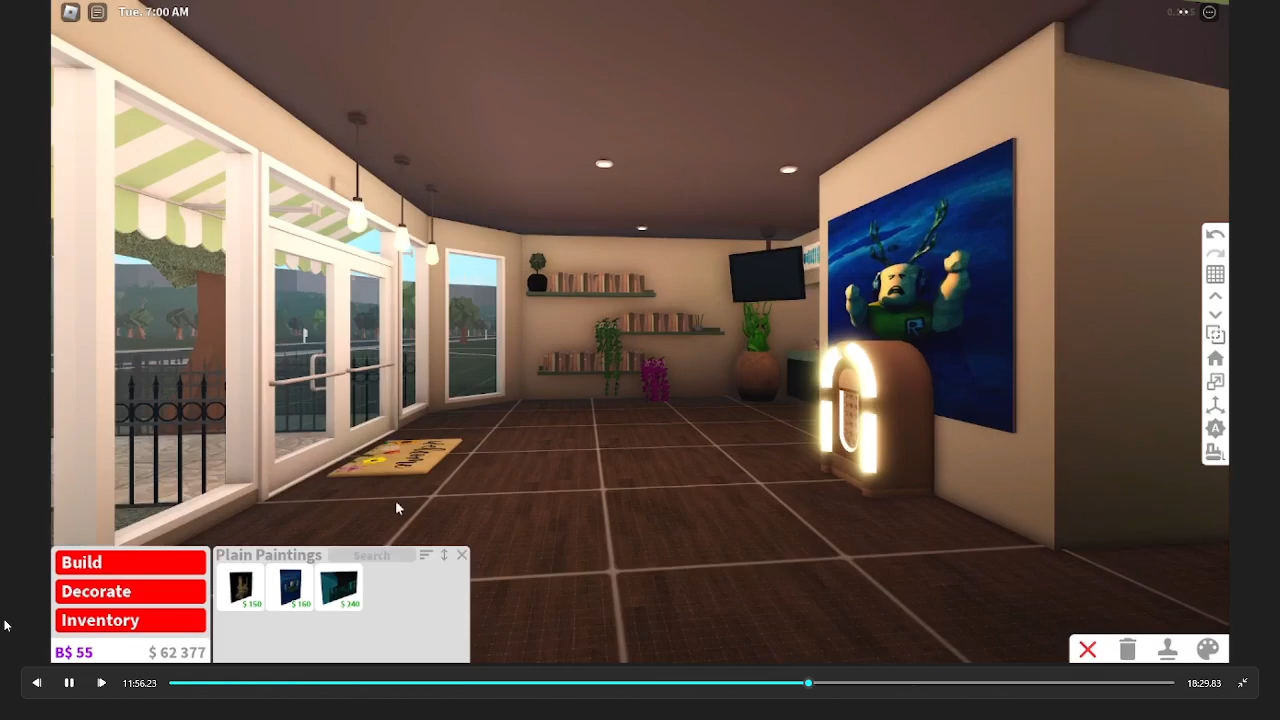 Tue. 7:00 AM
Build
Decorate
Inventory
B$ 55
$ 62 377
Plain Paintings
Search
$ 150
$ 160
$ 240
Welcome
A
11:56.23
18:29.83